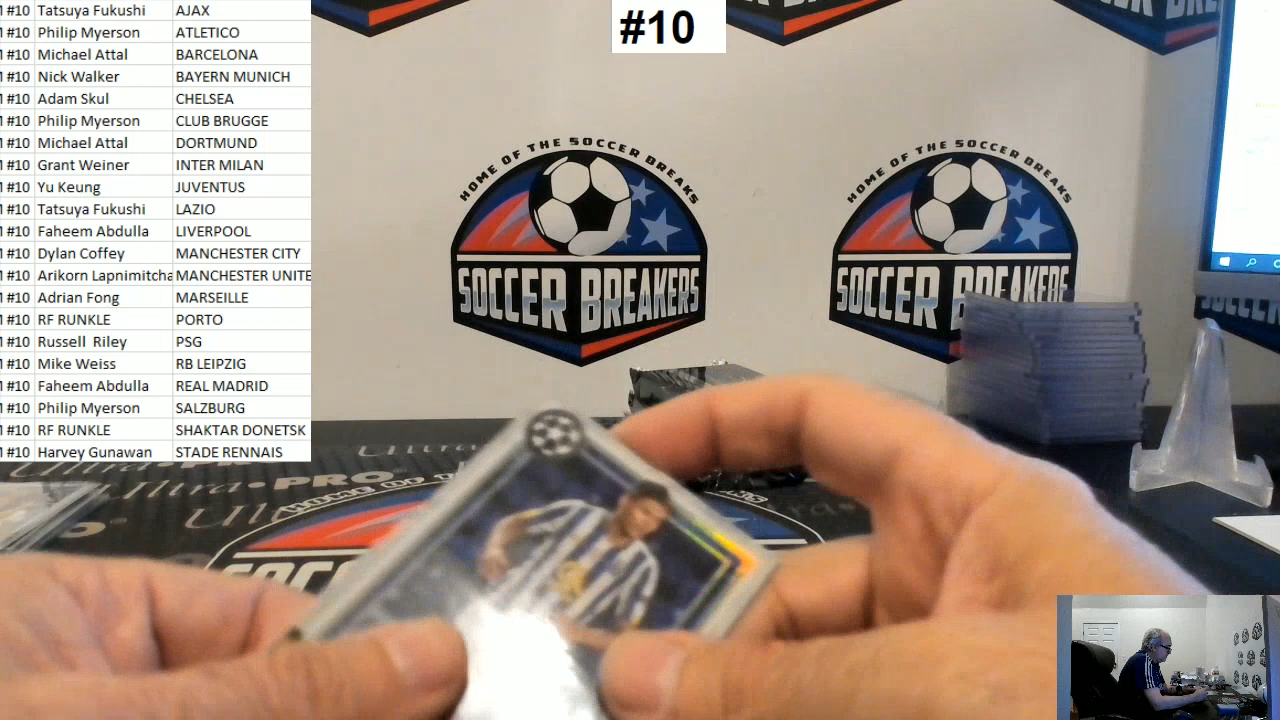 #10 Tatsuya Fukushi AJAX
#10 Philip Myerson ATLETICO
#10 Michael Attal BARCELONA
#10 Nick Walker BAYERN MUNICH
#10 Adam Skul CHELSEA
#10 Philip Myerson CLUB BRUGGE
#10 Michael Attal DORTMUND
#10 Grant Weiner INTER MILAN
#10 Yu Keung JUVENTUS
#10 Tatsuya Fukushi LAZIO
#10 Faheem Abdulla LIVERPOOL
#10 Dylan Coffey MANCHESTER CITY
#10 Arikorn Lapnimitcha MANCHESTER UNITE
#10 Adrian Fong MARSEILLE
#10 RF RUNKLE PORTO
#10 Russell Riley PSG
#10 Mike Weiss RB LEIPZIG
#10 Faheem Abdulla REAL MADRID
#10 Philip Myerson SALZBURG
#10 RF RUNKLE SHAKTAR DONETSK
#10 Harvey Gunawan STADE RENNAIS
#10
SOCCER BREAKERS
HOME OF THE SOCCER BREAKS
SOCCER BREAKERS
HOME OF THE SOCCER BREAKS
SOCCER BREAKERS
Ultra PRO